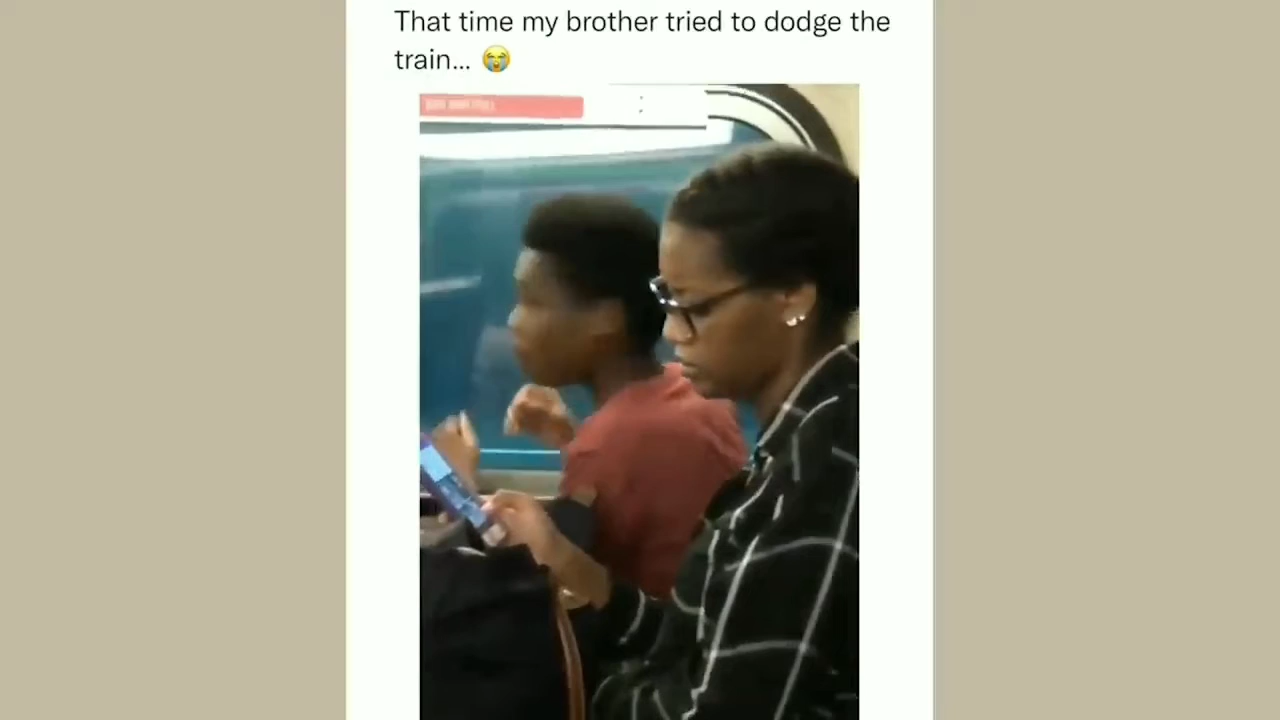 That time my brother tried to dodge the
train... 😭